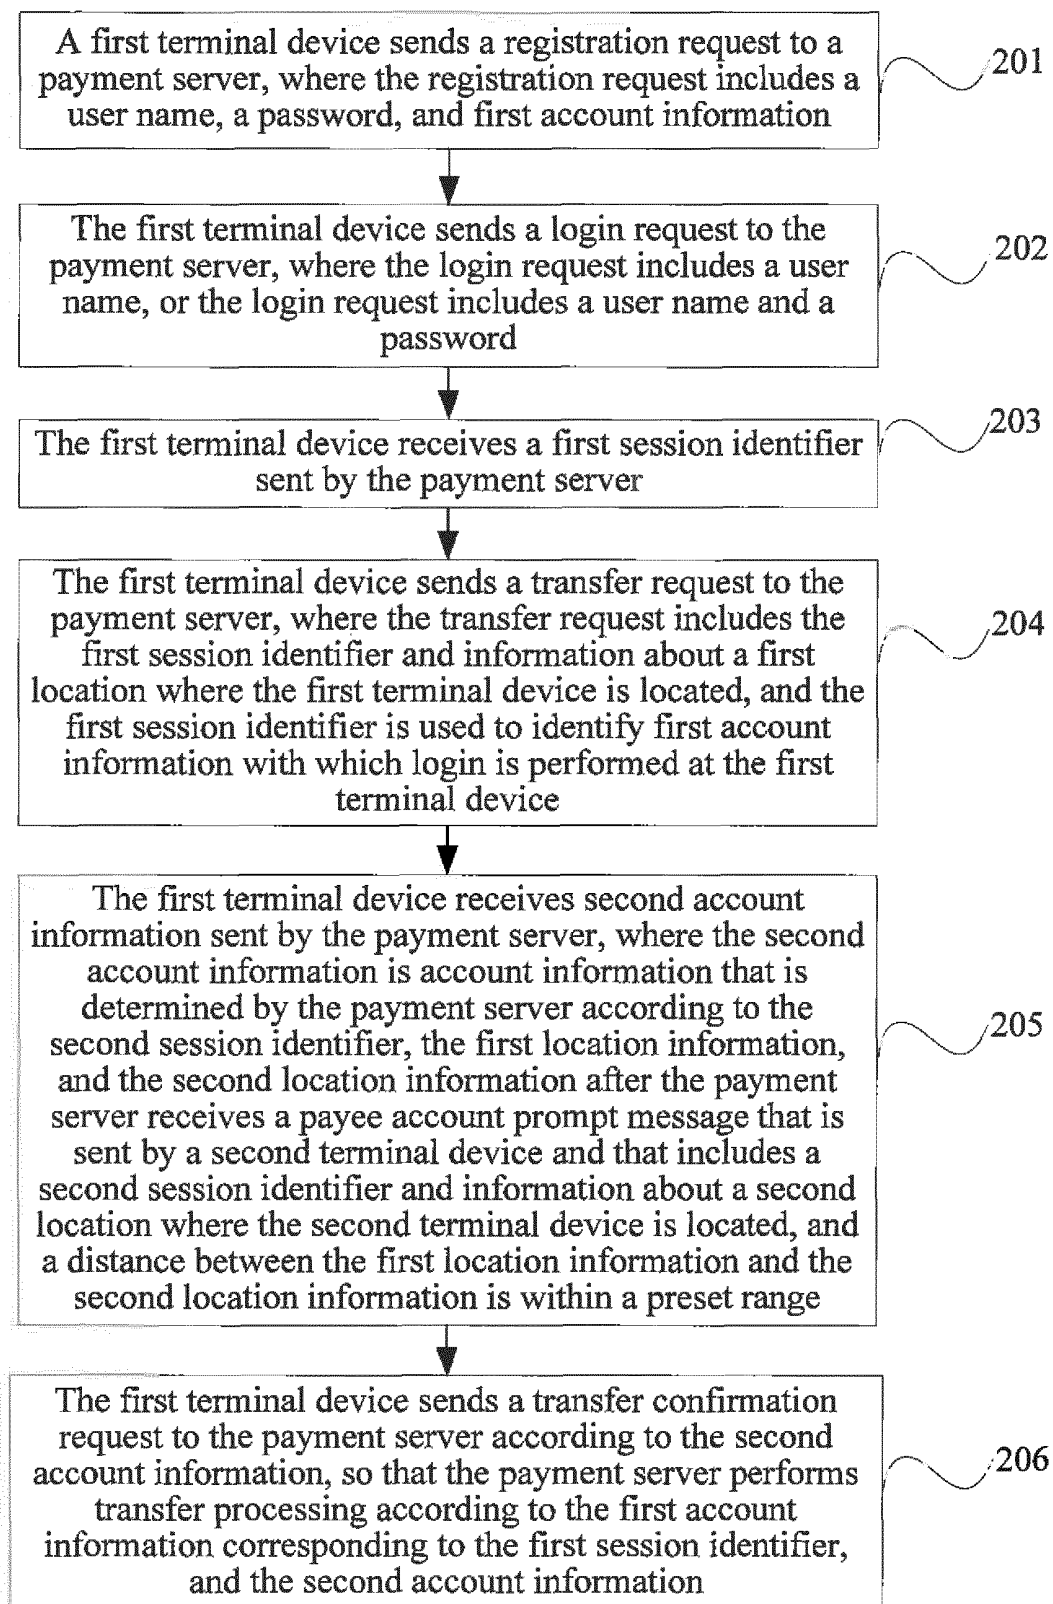 A first terminal device sends a registration request to a
payment server, where the registration request includes a
user name, a password, and first account information
201
The first terminal device sends a login request to the
payment server, where the login request includes a user
name, or the login request includes a user name and a
password
202
The first terminal device receives a first session identifier
sent by the payment server
203
The first terminal device sends a transfer request to the
payment server, where the transfer request includes the
first session identifier and information about a first
location where the first terminal device is located, and the
first session identifier is used to identify first account
information with which login is performed at the first
terminal device
204
The first terminal device receives second account
information sent by the payment server, where the second
account information is account information that is
determined by the payment server according to the
second session identifier, the first location information,
and the second location information after the payment
server receives a payee account prompt message that is
sent by a second terminal device and that includes a
second session identifier and information about a second
location where the second terminal device is located, and
a distance between the first location information and the
second location information is within a preset range
205
The first terminal device sends a transfer confirmation
request to the payment server according to the second
account information, so that the payment server performs
transfer processing according to the first account
information corresponding to the first session identifier,
and the second account information
206